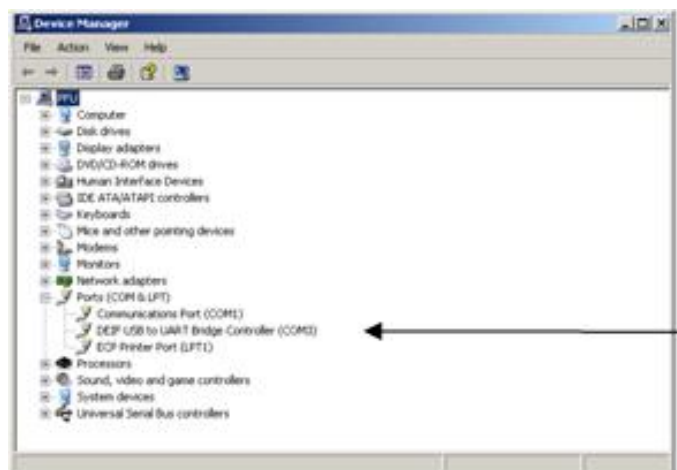 Device Manager
File Action View Help
PFU
Computer
Disk drives
Display adapters
DVD/CD-ROM drives
Human Interface Devices
IDE ATA/ATAPI controllers
Keyboards
Mice and other pointing devices
Modems
Monitors
Network adapters
Ports (COM & LPT)
Communications Port (COM1)
DEIF USB to UART Bridge Controller (COM3)
ECP Printer Port (LPT1)
Processors
Sound, video and game controllers
System devices
Universal Serial Bus controllers